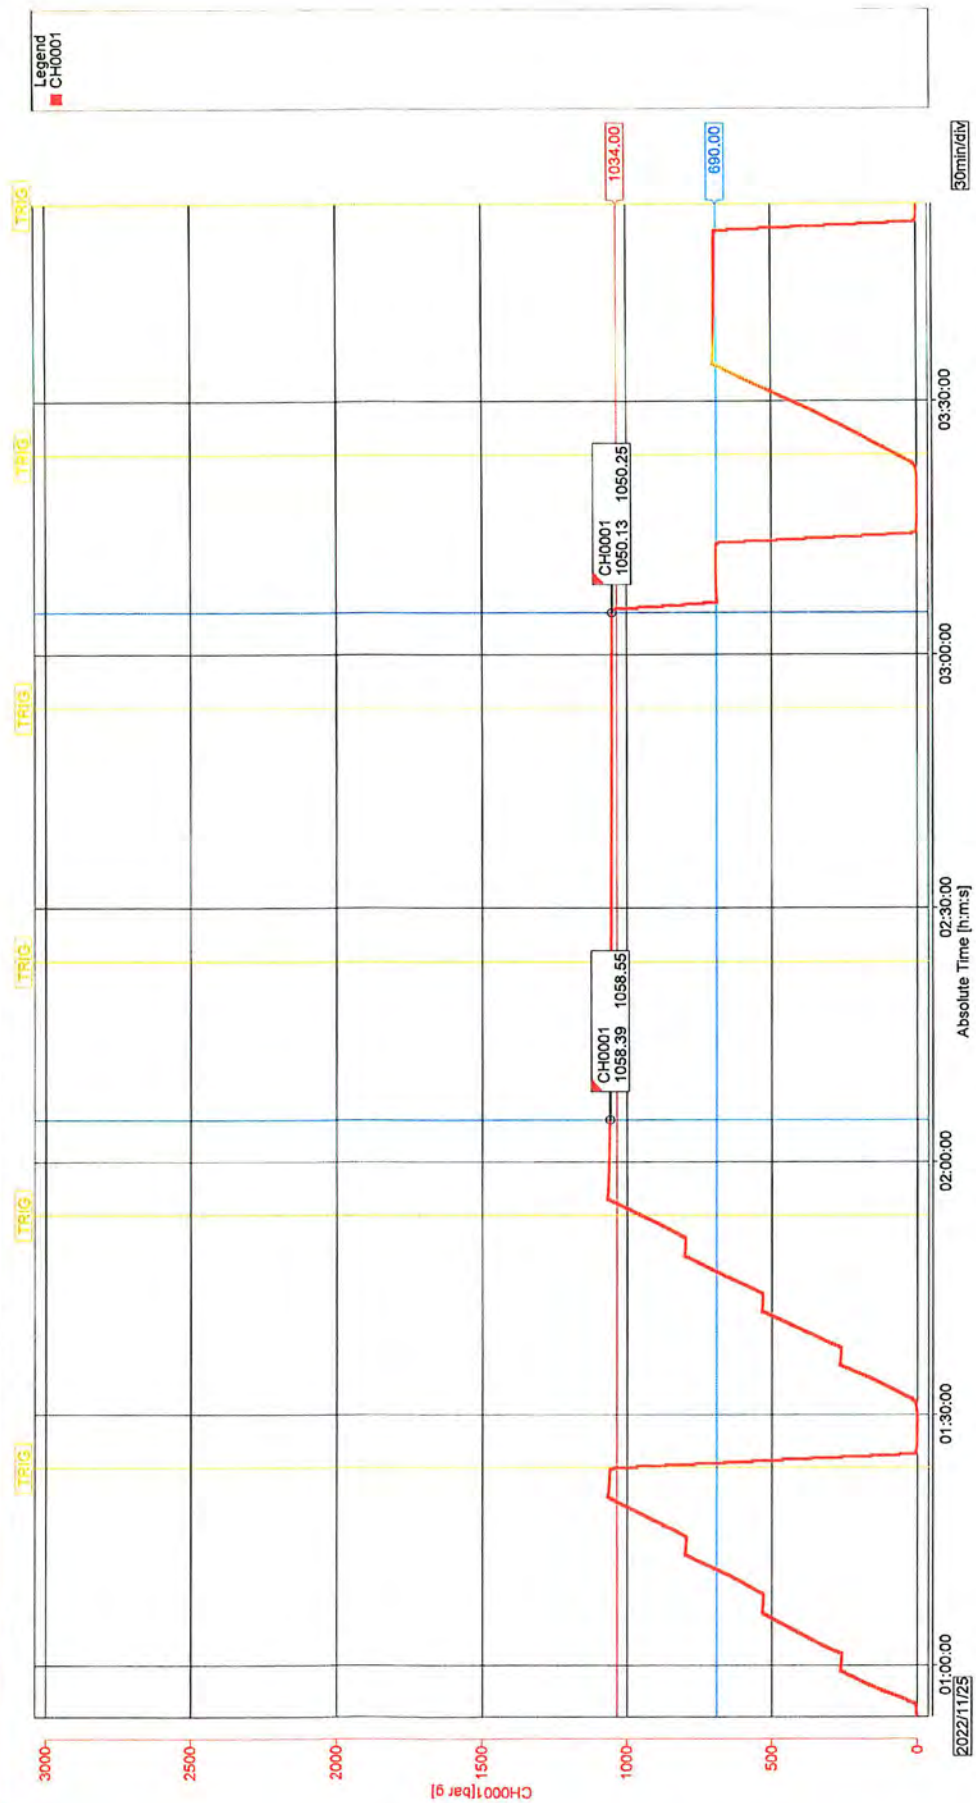 Legend
CH0001
TRIG
TRIG
TRIG
TRIG
TRIG
TRIG
3000
2500
2000
1500
1000
500
0
CH0001[bar g]
1034.00
690.00
CH0001
1058.39 1058.55
CH0001
1050.13 1050.25
01:00:00
01:30:00
02:00:00
02:30:00
03:00:00
03:30:00
2022/11/25
Absolute Time [h:m:s]
30min/div